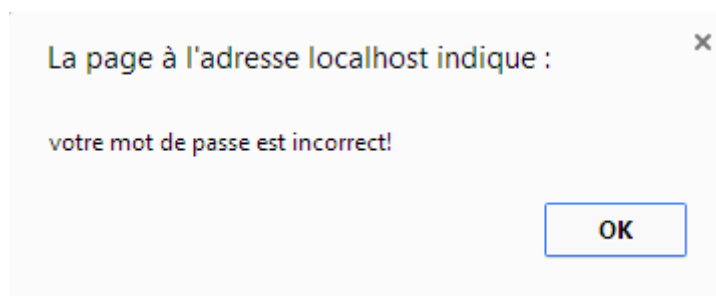 La page à l'adresse localhost indique :
votre mot de passe est incorrect!
OK